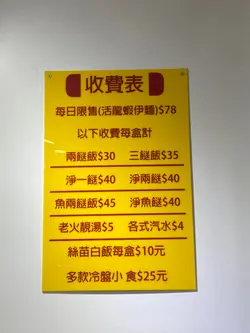 收費表
每日限售(活龍蝦伊麵)$78
以下收費每盒計
兩餸飯$30 三餸飯$35
淨一餸$40 淨兩餸$40
魚兩餸飯$45 淨魚餸$40
老火靚湯$5 各式汽水$4
絲苗白飯每盒$10元
多款冷盤小食$25元